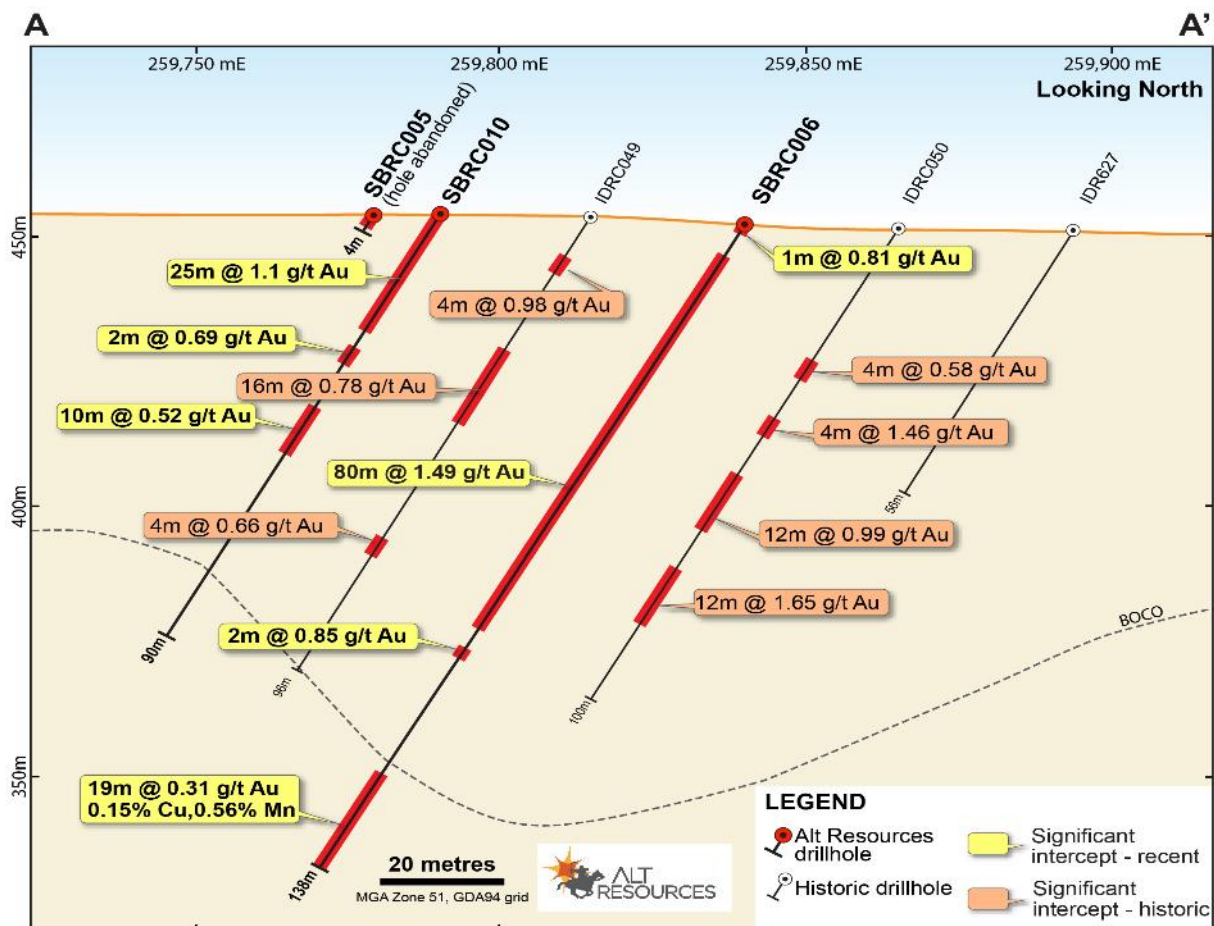 A
A'
259,750 mE
259,800 mE
259,850 mE
259,900 mE
Looking North
SBRC005
(hole abandoned)
SBRC010
IDRC049
SBRC006
IDRC050
IDR627
450m
400m
350m
4m
25m @ 1.1 g/t Au
2m @ 0.69 g/t Au
10m @ 0.52 g/t Au
90m
4m @ 0.98 g/t Au
16m @ 0.78 g/t Au
4m @ 0.66 g/t Au
96m
1m @ 0.81 g/t Au
80m @ 1.49 g/t Au
2m @ 0.85 g/t Au
19m @ 0.31 g/t Au
0.15% Cu,0.56% Mn
138m
4m @ 0.58 g/t Au
4m @ 1.46 g/t Au
12m @ 0.99 g/t Au
12m @ 1.65 g/t Au
100m
56m
BOCO
20 metres
MGA Zone 51, GDA94 grid
ALT
RESOURCES
LEGEND
Alt Resources
drillhole
Historic drillhole
Significant
intercept - recent
Significant
intercept - historic